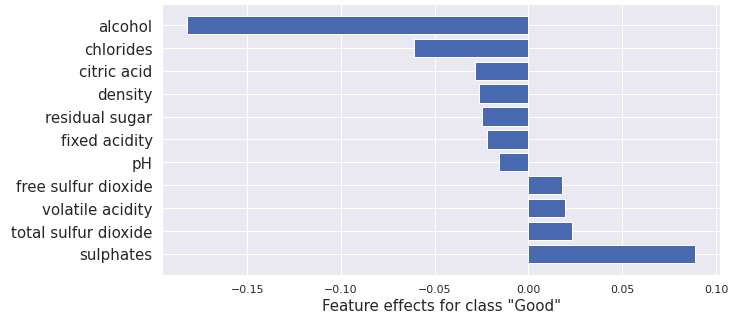 alcohol
chlorides
citric acid
density
residual sugar
fixed acidity
pH
free sulfur dioxide
volatile acidity
total sulfur dioxide
sulphates
−0.15 −0.10 −0.05 0.00 0.05 0.10
Feature effects for class "Good"